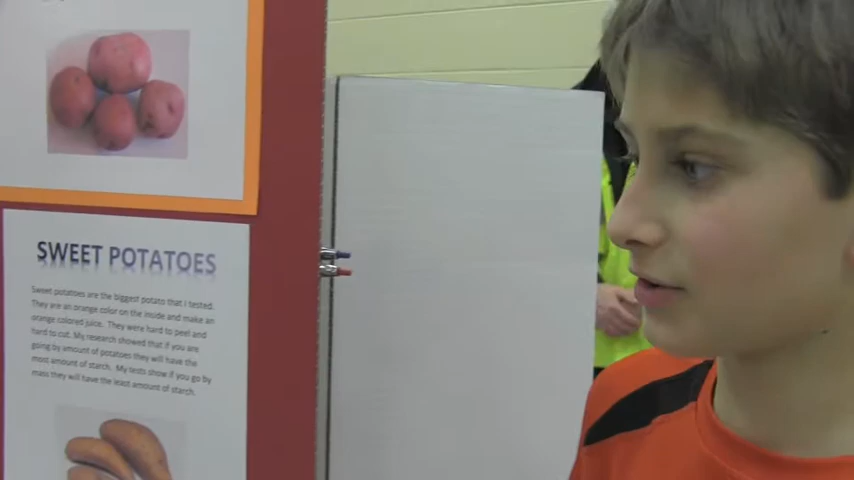 SWEET POTATOES
Sweet potatoes are the biggest potato that I tested.
They are an orange color on the inside and make an
orange colored juice. They were hard to peel and
hard to cut. My research showed that if you are
going by amount of potatoes they will have the
most amount of starch. My tests show if you go by
mass they will have the least amount of starch.